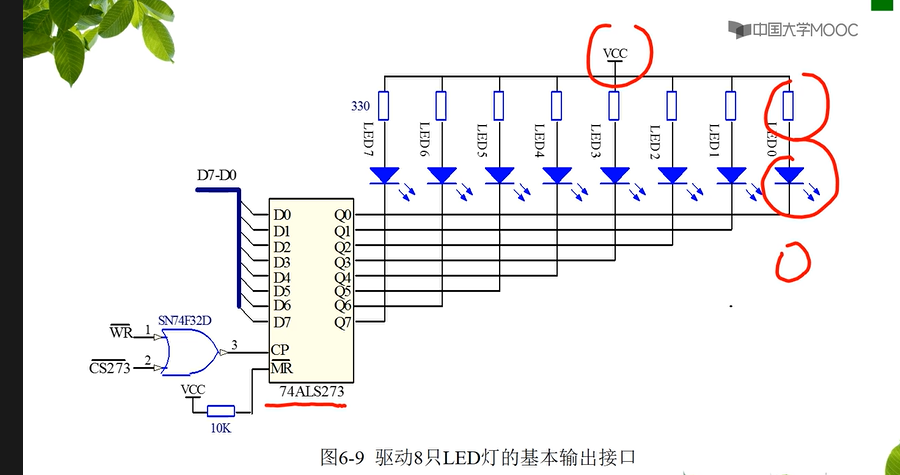 中国大学MOOC
VCC
330
LED7
LED6
LED5
LED4
LED3
LED2
LED1
LED0
D7-D0
D0 Q0
D1 Q1
D2 Q2
D3 Q3
D4 Q4
D5 Q5
D6 Q6
D7 Q7
SN74F32D
WR 1
3
CP
CS273 2
MR
VCC
74ALS273
10K
图6-9 驱动8只LED灯的基本输出接口